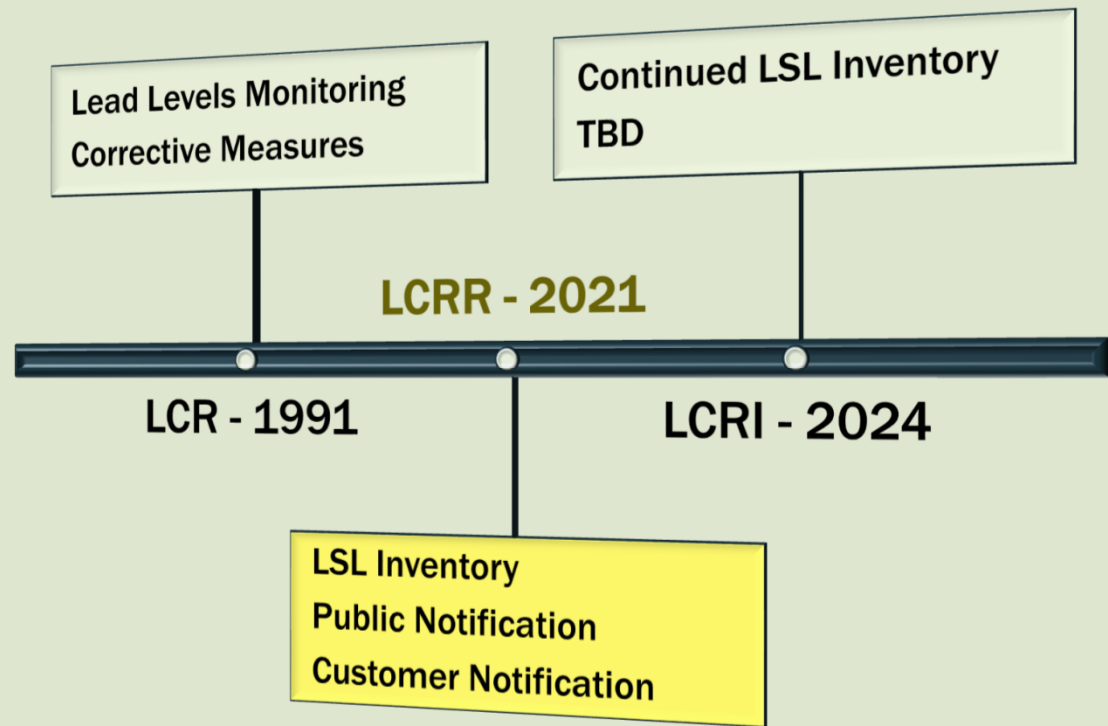 Lead Levels Monitoring
Corrective Measures
Continued LSL Inventory
TBD
LCRR - 2021
LCR - 1991
LCRI - 2024
LSL Inventory
Public Notification
Customer Notification